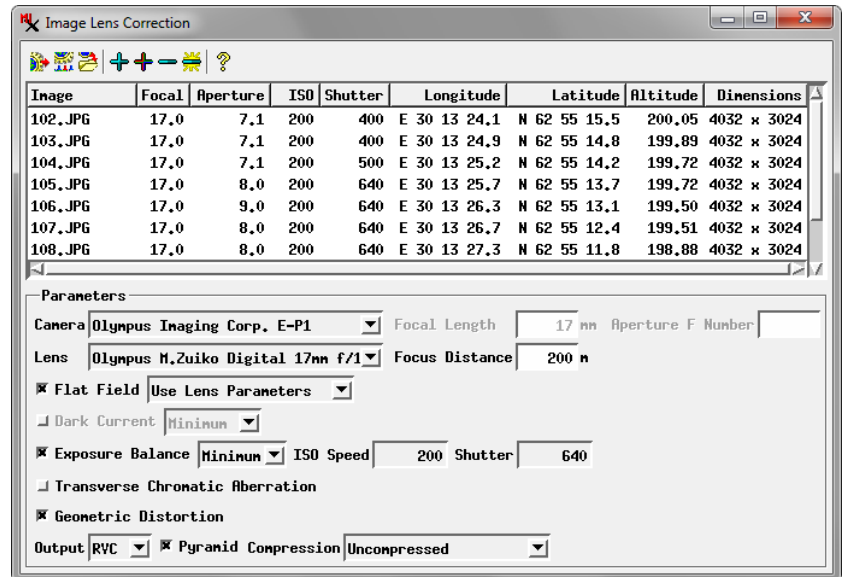 Image Lens Correction
Image Focal Aperture ISO Shutter Longitude Latitude Altitude Dimensions
102.JPG 17.0 7.1 200 400 E 30 13 24.1 N 62 55 15.5 200.05 4032 x 3024
103.JPG 17.0 7.1 200 400 E 30 13 24.9 N 62 55 14.8 199.89 4032 x 3024
104.JPG 17.0 7.1 200 500 E 30 13 25.2 N 62 55 14.2 199.72 4032 x 3024
105.JPG 17.0 8.0 200 640 E 30 13 25.7 N 62 55 13.7 199.72 4032 x 3024
106.JPG 17.0 9.0 200 640 E 30 13 26.3 N 62 55 13.1 199.50 4032 x 3024
107.JPG 17.0 8.0 200 640 E 30 13 26.7 N 62 55 12.4 199.51 4032 x 3024
108.JPG 17.0 8.0 200 640 E 30 13 27.3 N 62 55 11.8 198.88 4032 x 3024
Parameters
Camera Olympus Imaging Corp. E-P1 Focal Length 17 mm Aperture F Number
Lens Olympus M.Zuiko Digital 17mm f/1 Focus Distance 200 m
Flat Field Use Lens Parameters
Dark Current Minimum
Exposure Balance Minimum ISO Speed 200 Shutter 640
Transverse Chromatic Aberration
Geometric Distortion
Output RVC Pyramid Compression Uncompressed